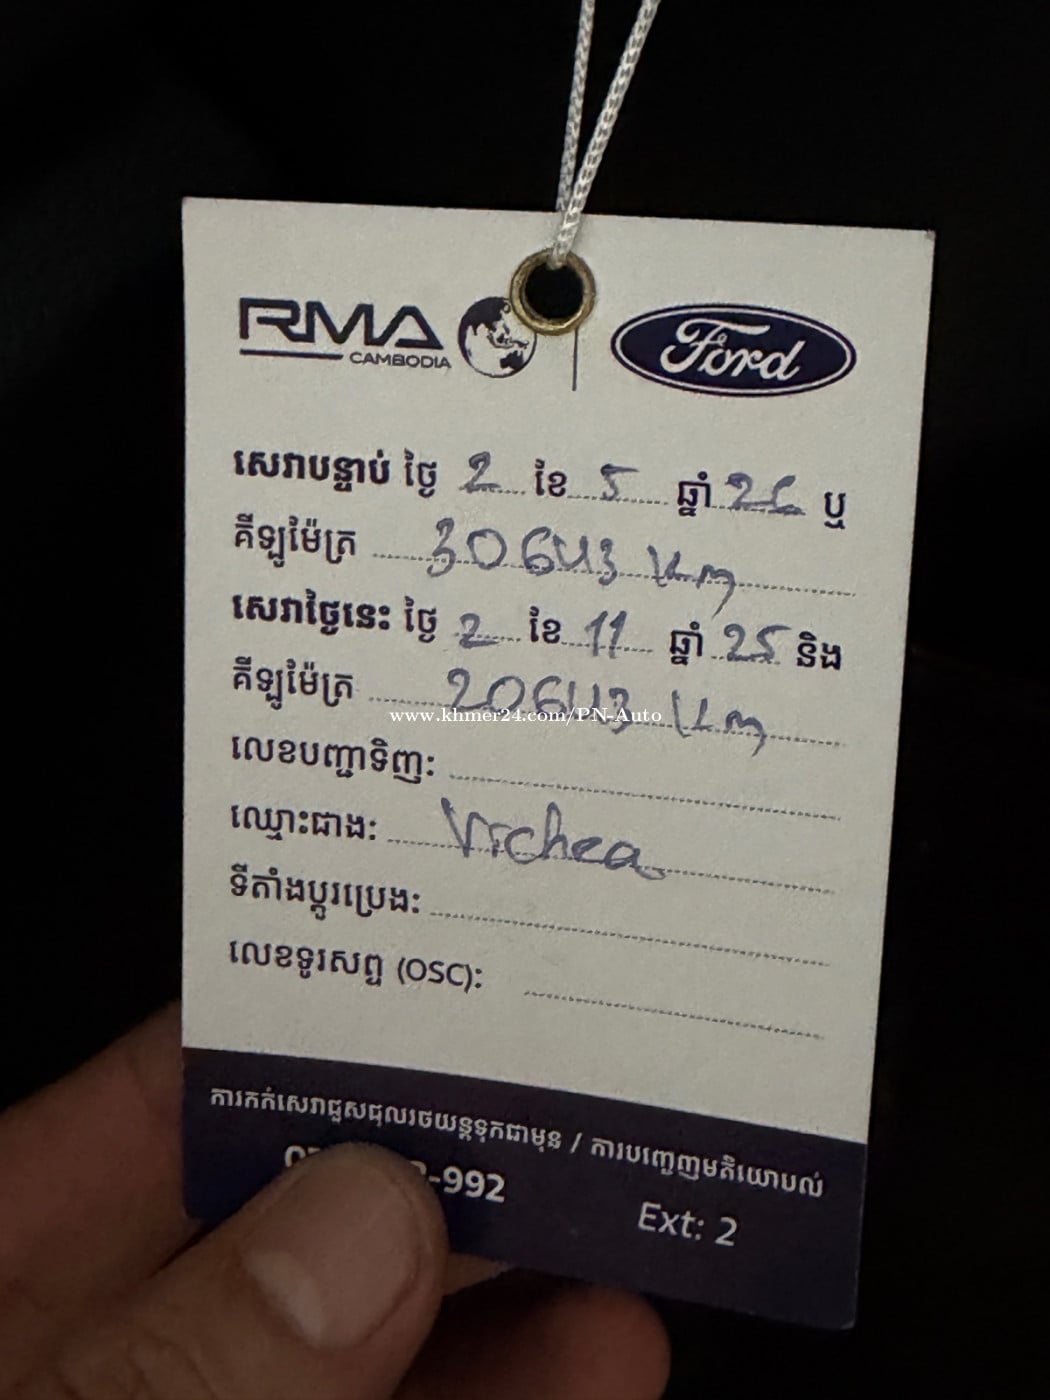 RMA CAMBODIA Ford
សេវាបន្ទាប់ ថ្ងៃ 2 ខែ 5 ឆ្នាំ 26 ឬ
គីឡូម៉ែត្រ 30643 km
សេវាថ្ងៃនេះ ថ្ងៃ 2 ខែ 11 ឆ្នាំ 25 និង
គីឡូម៉ែត្រ 20643 km
www.khmer24.com/PN-Auto
លេខបញ្ជាទិញ:
ឈ្មោះជាង: Vichea
ទីតាំងប្តូរប្រេង:
លេខទូរសព្ទ (OSC):
ការកក់សេវាជួសជុលរថយន្តទុកជាមុន / ការបញ្ចេញមតិយោបល់
-992 Ext: 2